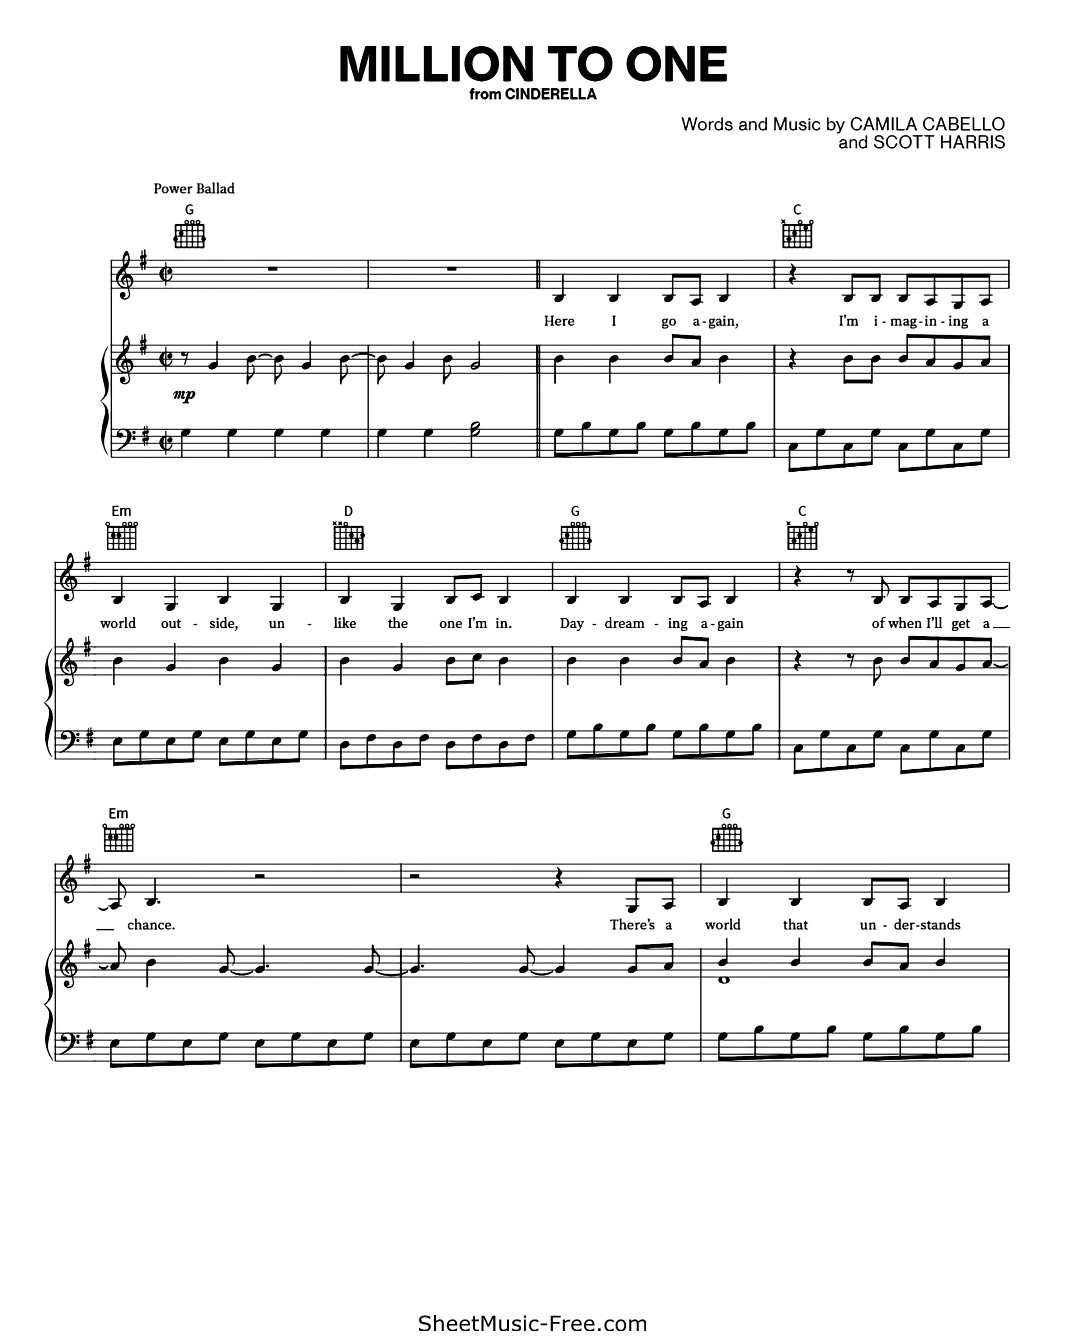 MILLION TO ONE
from CINDERELLA
Words and Music by CAMILA CABELLO
and SCOTT HARRIS
Power Ballad
G C
Here I go a-gain, I'm i-mag-in-ing a
mp
Em D G C
world out-side, un-like the one I'm in. Day-dream-ing a-gain of when I'll get a
Em G
chance. There's a world that un-der-stands
SheetMusic-Free.com